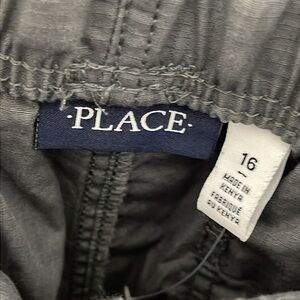 ·PLACE·
16
MADE IN
KENYA
FABRIQUÉ
AU KENYA